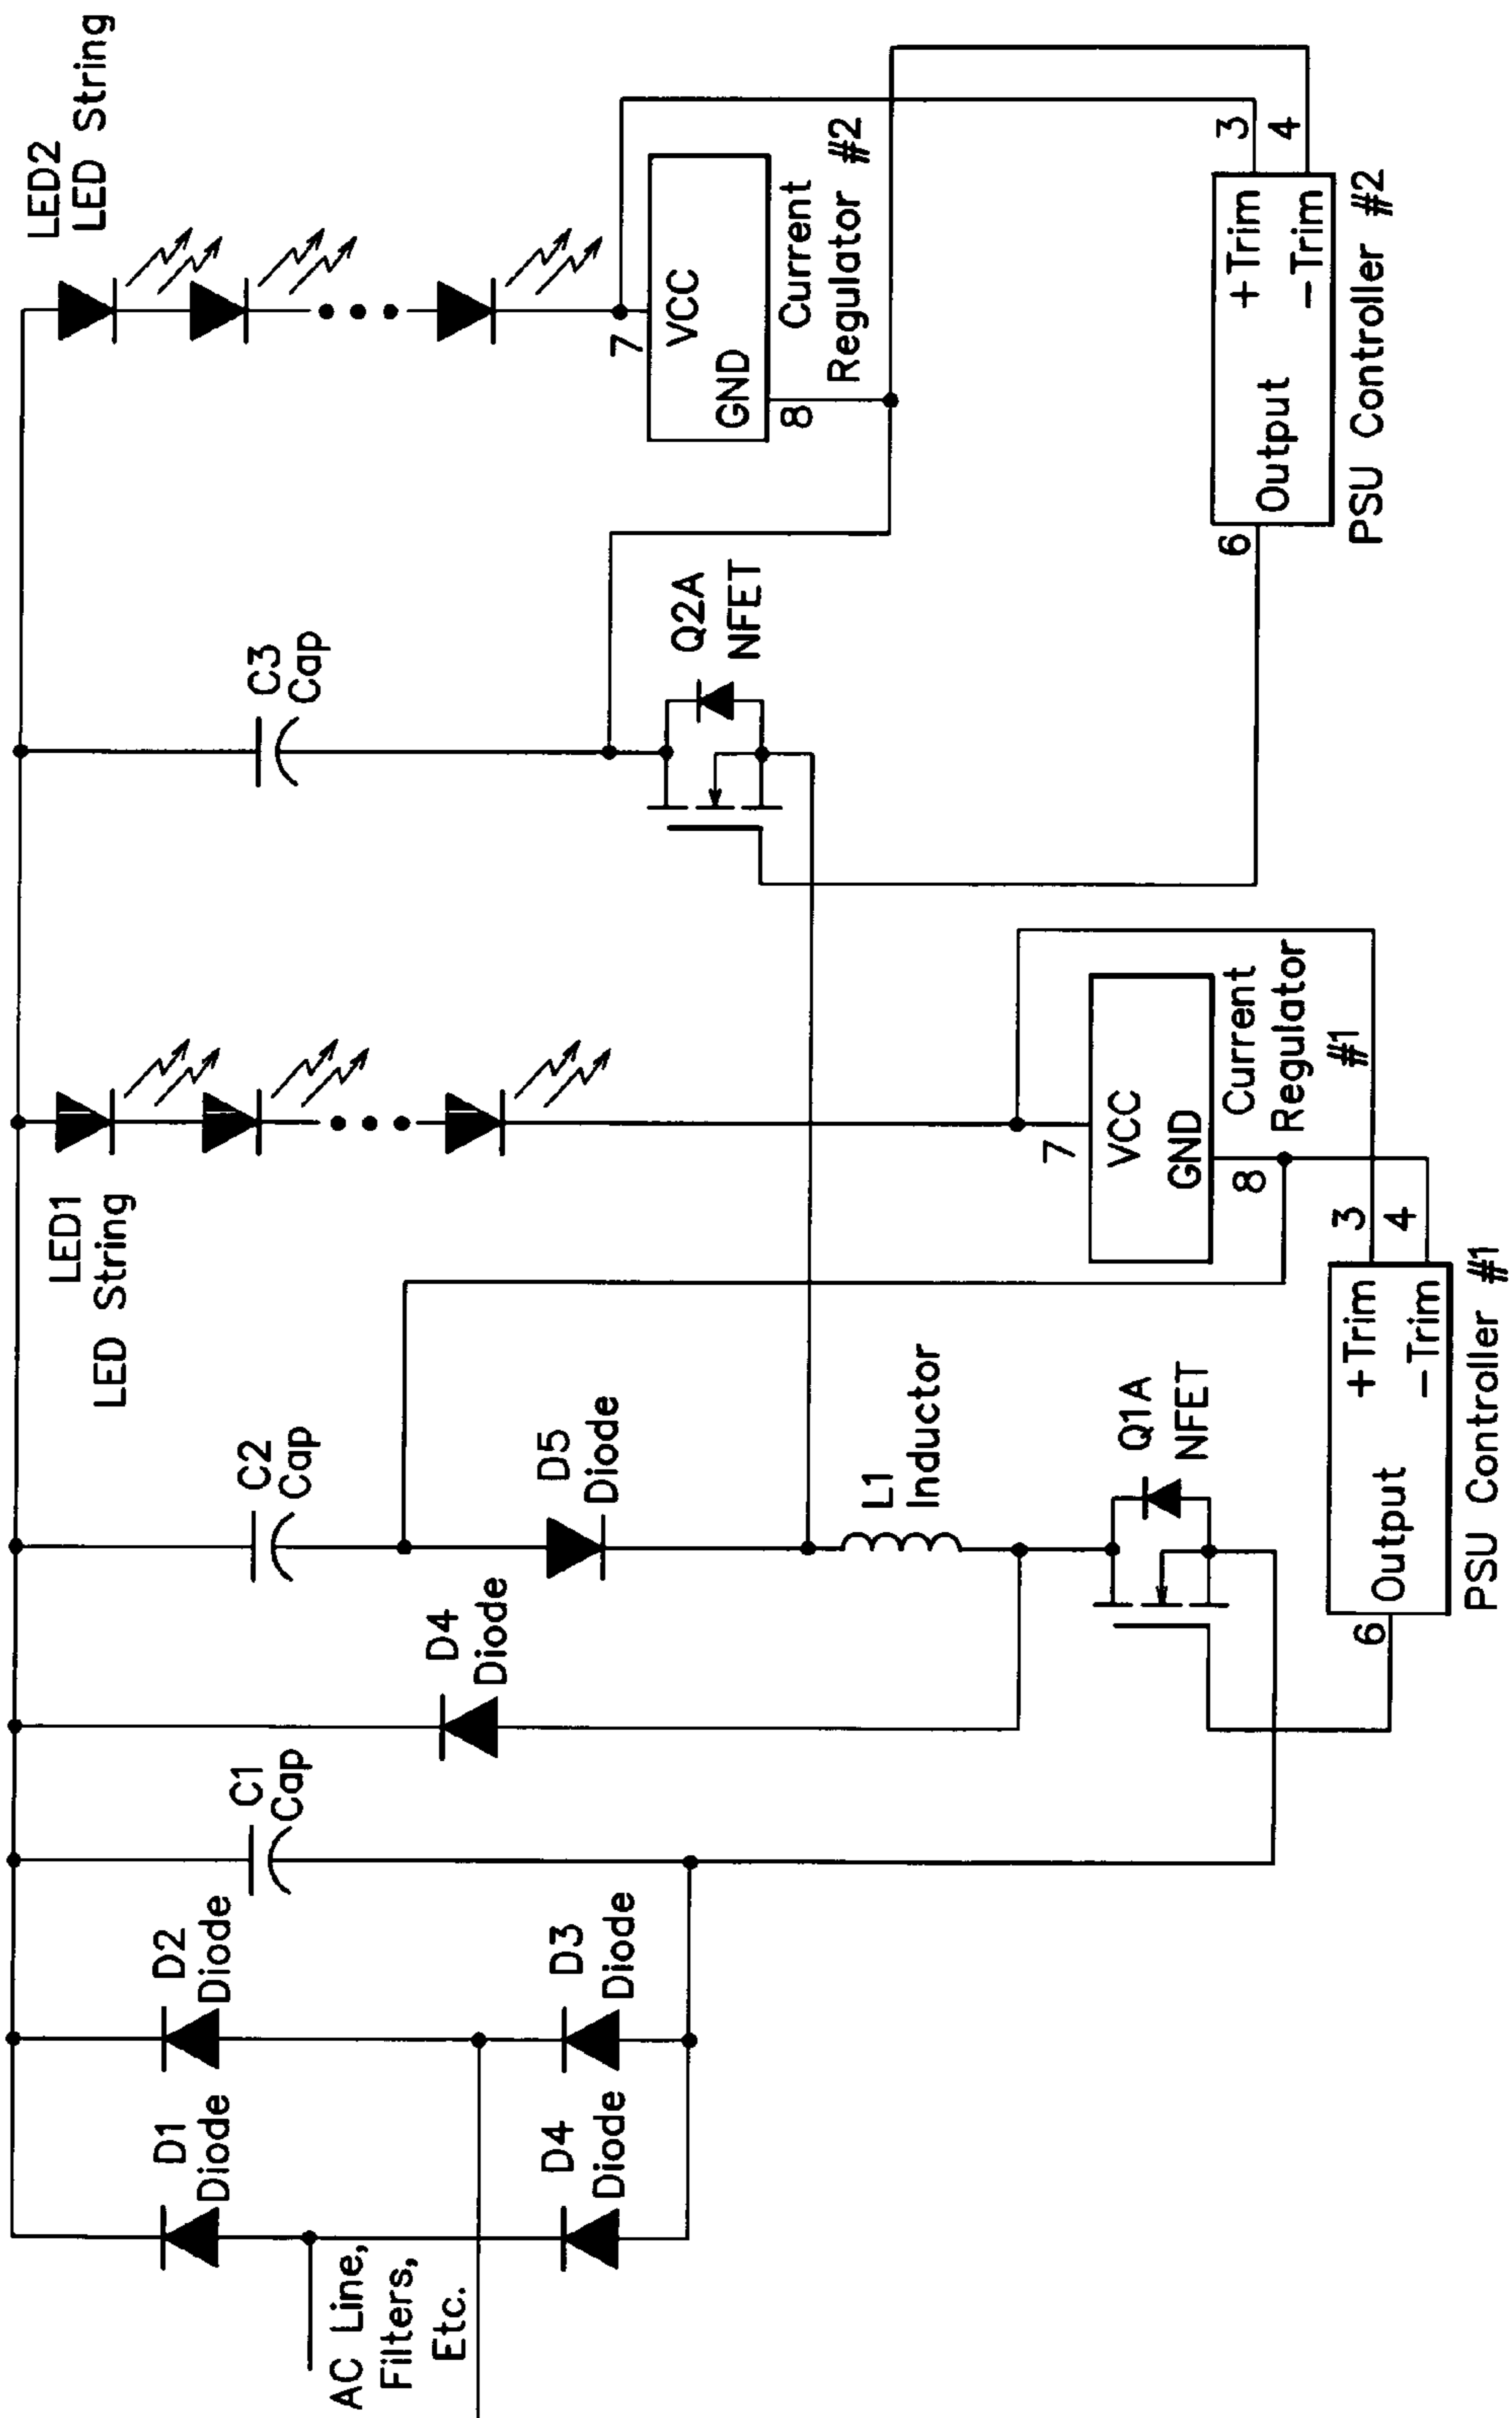 AC Line,
Filters,
Etc.
D1
Diode
D4
Diode
D2
Diode
D3
Diode
C1
Cap
D4
Diode
C2
Cap
D5
Diode
L1
Inductor
Q1A
NFET
6
Output
+Trim
-Trim
3
4
PSU Controller #1
LED1
LED String
7
VCC
GND
8
Current
Regulator
#1
C3
Cap
Q2A
NFET
LED2
LED String
7
VCC
GND
8
Current
Regulator #2
6
Output
+Trim
-Trim
3
4
PSU Controller #2